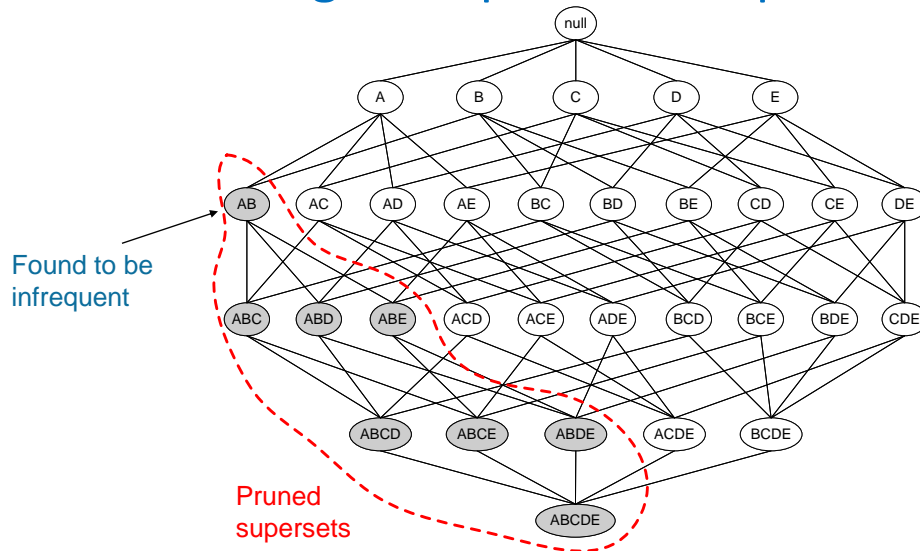 null
A B C D E
AB AC AD AE BC BD BE CD CE DE
Found to be
infrequent
ABC ABD ABE ACD ACE ADE BCD BCE BDE CDE
ABCD ABCE ABDE ACDE BCDE
Pruned
supersets
ABCDE